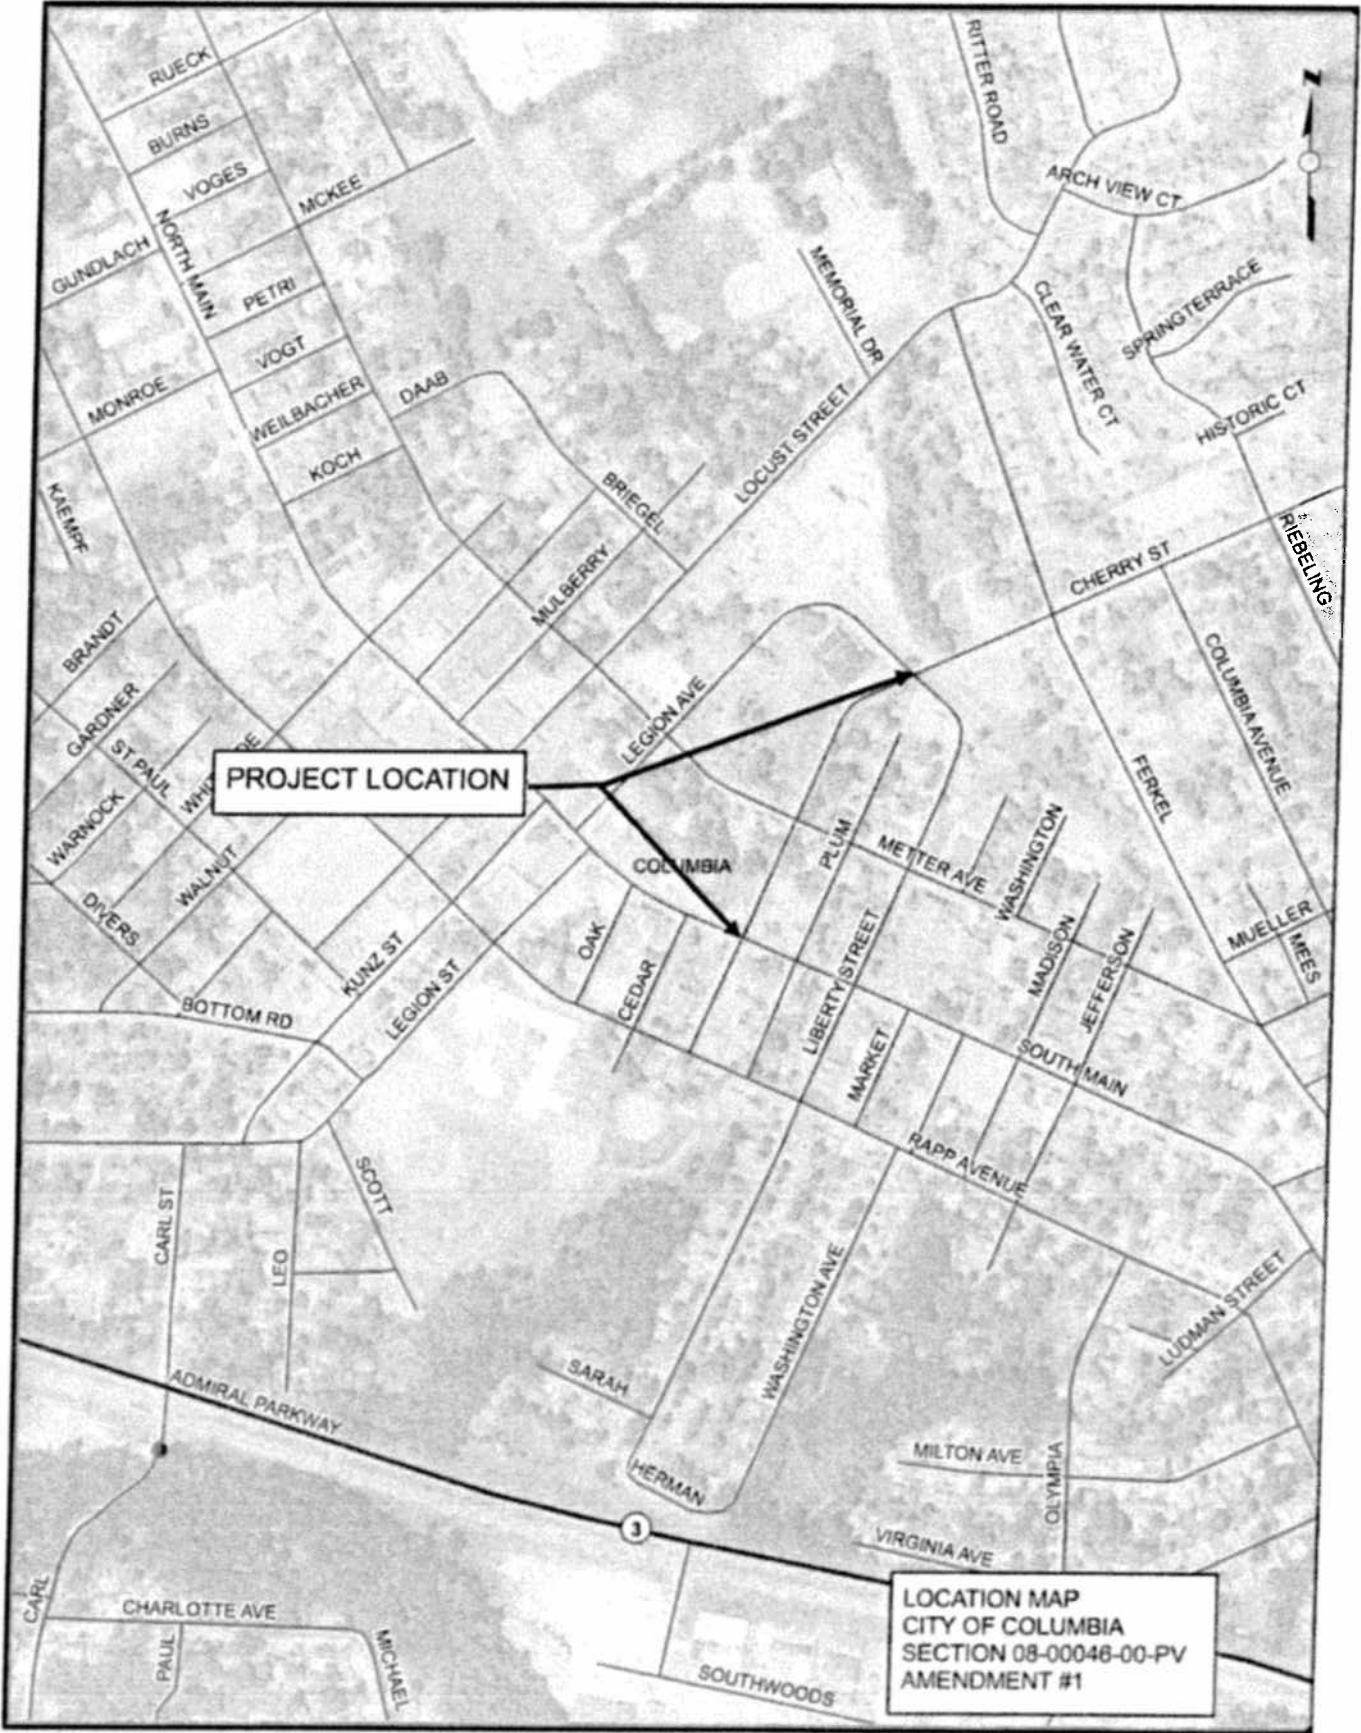 RUECK
BURNS
VOGES
MCKEE
NORTH MAIN
GUNDLACH
PETRI
VOGT
MONROE
WEILBACHER
DAAB
KOCH
KAEMPF
RITTER ROAD
Z
ARCH VIEW CT
MEMORIAL DR
CLEAR WATER CT
SPRINGTERRACE
HISTORIC CT
LOCUST STREET
BRIEGEL
MULBERRY
CHERRY ST
RIEBELING
BRANDT
GARDNER
ST PAUL
WARNOCK
WALNUT
DIVERS
PROJECT LOCATION
LEGION AVE
COLUMBIA
COLUMBIA AVENUE
FERKEL
PLUM
METTER AVE
WASHINGTON
MUELLER
MEES
MADISON
JEFFERSON
OAK
CEDAR
LIBERTY STREET
MARKET
SOUTH MAIN
KUNZ ST
LEGION ST
BOTTOM RD
RAPP AVENUE
SCOTT
CARL ST
LEO
WASHINGTON AVE
LUDMAN STREET
SARAH
ADMIRAL PARKWAY
HERMAN
3
MILTON AVE
OLYMPIA
VIRGINIA AVE
CARL
CHARLOTTE AVE
PAUL
MICHAEL
SOUTHWOODS
LOCATION MAP
CITY OF COLUMBIA
SECTION 08-00046-00-PV
AMENDMENT #1